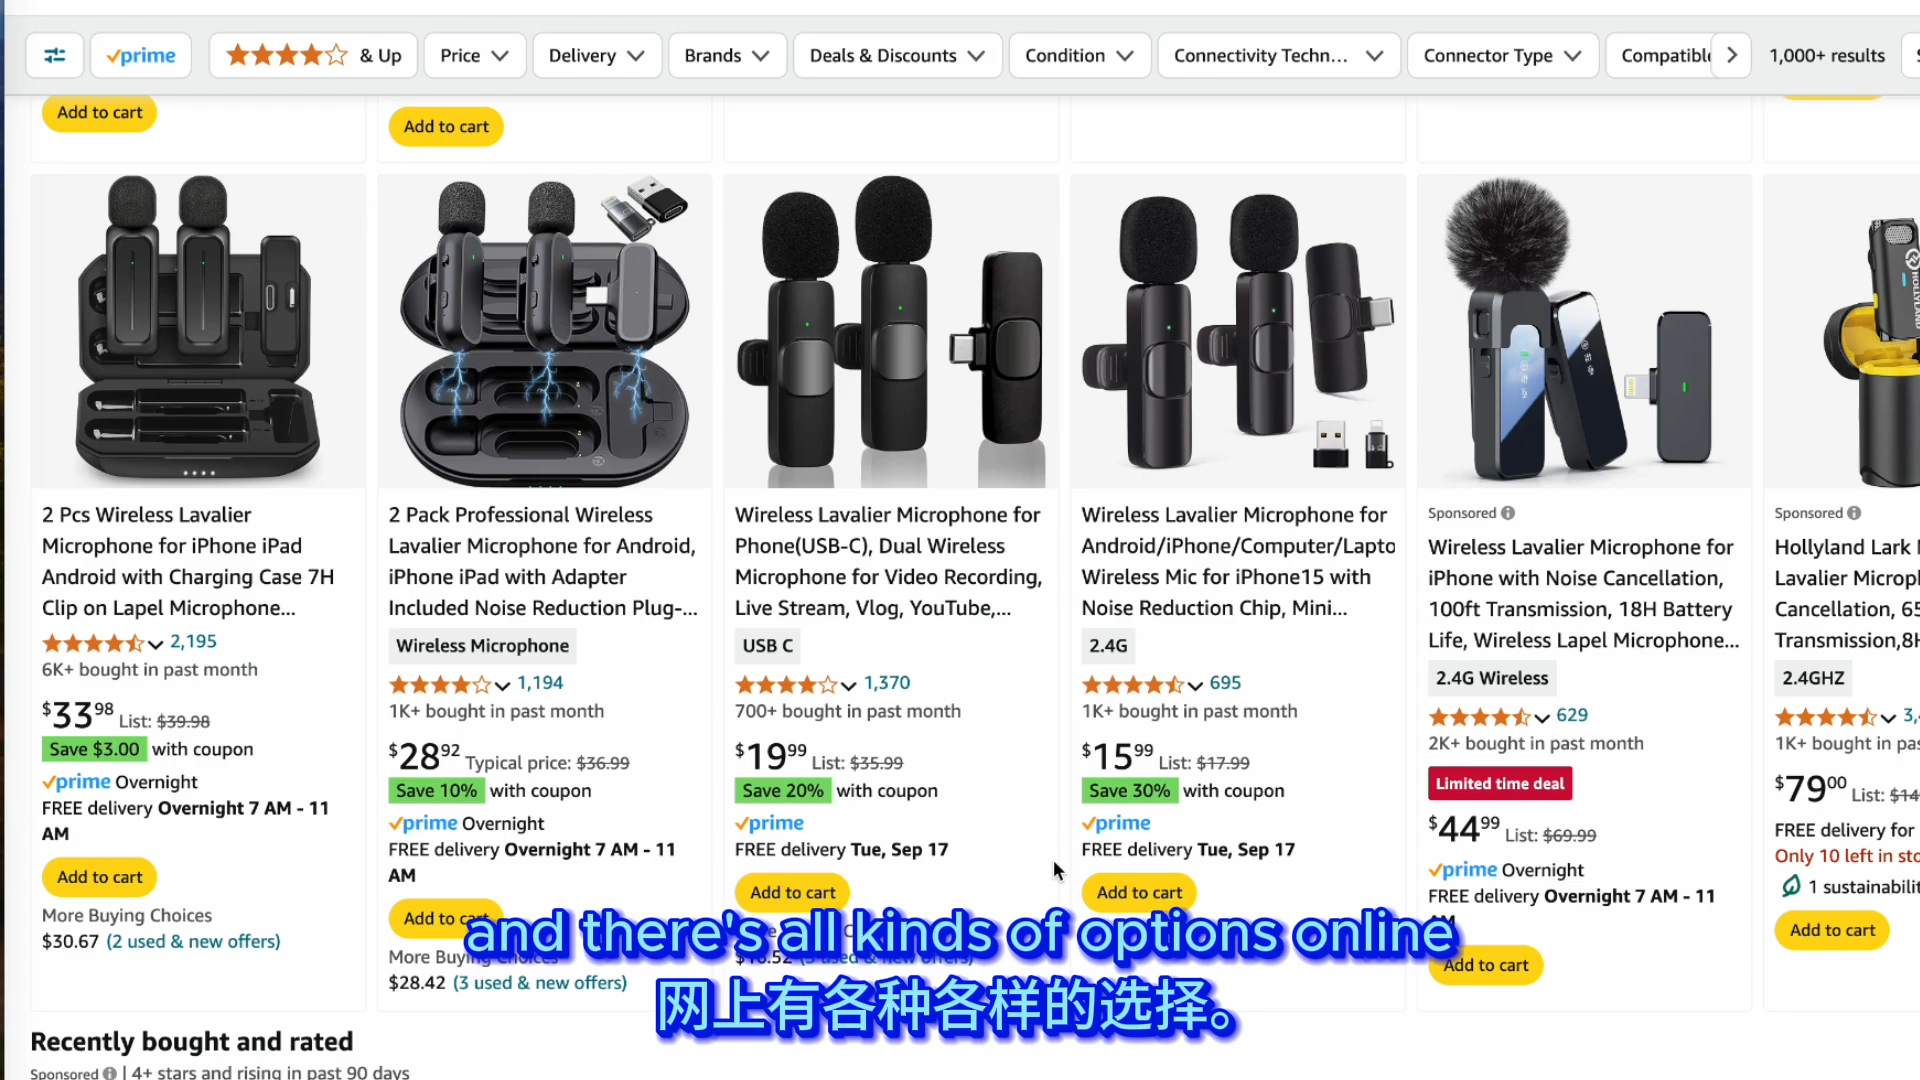 prime
& Up
Price
Delivery
Brands
Deals & Discounts
Condition
Connectivity Techn...
Connector Type
1,000+ results
Add to cart
Add to cart
2 Pcs Wireless Lavalier
Microphone for iPhone iPad
Android with Charging Case 7H
Clip on Lapel Microphone...
2,195
6K+ bought in past month
$33.98 List: $39.98
Save $3.00 with coupon
prime Overnight
FREE delivery Overnight 7 AM - 11
AM
Add to cart
More Buying Choices
$30.67 (2 used & new offers)
2 Pack Professional Wireless
Lavalier Microphone for Android,
iPhone iPad with Adapter
Included Noise Reduction Plug-...
Wireless Microphone
1,194
1K+ bought in past month
$28.92 Typical price: $36.99
Save 10% with coupon
prime Overnight
FREE delivery Overnight 7 AM - 11
AM
Add to cart
More Buying Choices
$28.42 (3 used & new offers)
Wireless Lavalier Microphone for
Phone(USB-C), Dual Wireless
Microphone for Video Recording,
Live Stream, Vlog, YouTube,...
USB C
1,370
700+ bought in past month
$19.99 List: $35.99
Save 20% with coupon
prime
FREE delivery Tue, Sep 17
Add to cart
Wireless Lavalier Microphone for
Android/iPhone/Computer/Lapto
Wireless Mic for iPhone15 with
Noise Reduction Chip, Mini...
2.4G
695
1K+ bought in past month
$15.99 List: $17.99
Save 30% with coupon
prime
FREE delivery Tue, Sep 17
Add to cart
Sponsored
Wireless Lavalier Microphone for
iPhone with Noise Cancellation,
100ft Transmission, 18H Battery
Life, Wireless Lapel Microphone...
2.4G Wireless
629
2K+ bought in past month
Limited time deal
$44.99 List: $69.99
prime Overnight
FREE delivery Overnight 7 AM - 11
AM
Add to cart
HOLLYLAND
Sponsored
Hollyland Lark
Lavalier
Cancellation,
Transmission,
2.4GHZ
1K+ bought in
$79.00 List:
FREE delivery for
Only 10 left in
1
Add to cart
and there's all kinds of options online
网上有各种各样的选择。
Recently bought and rated
Sponsored | 4+ stars and rising in past 90 days